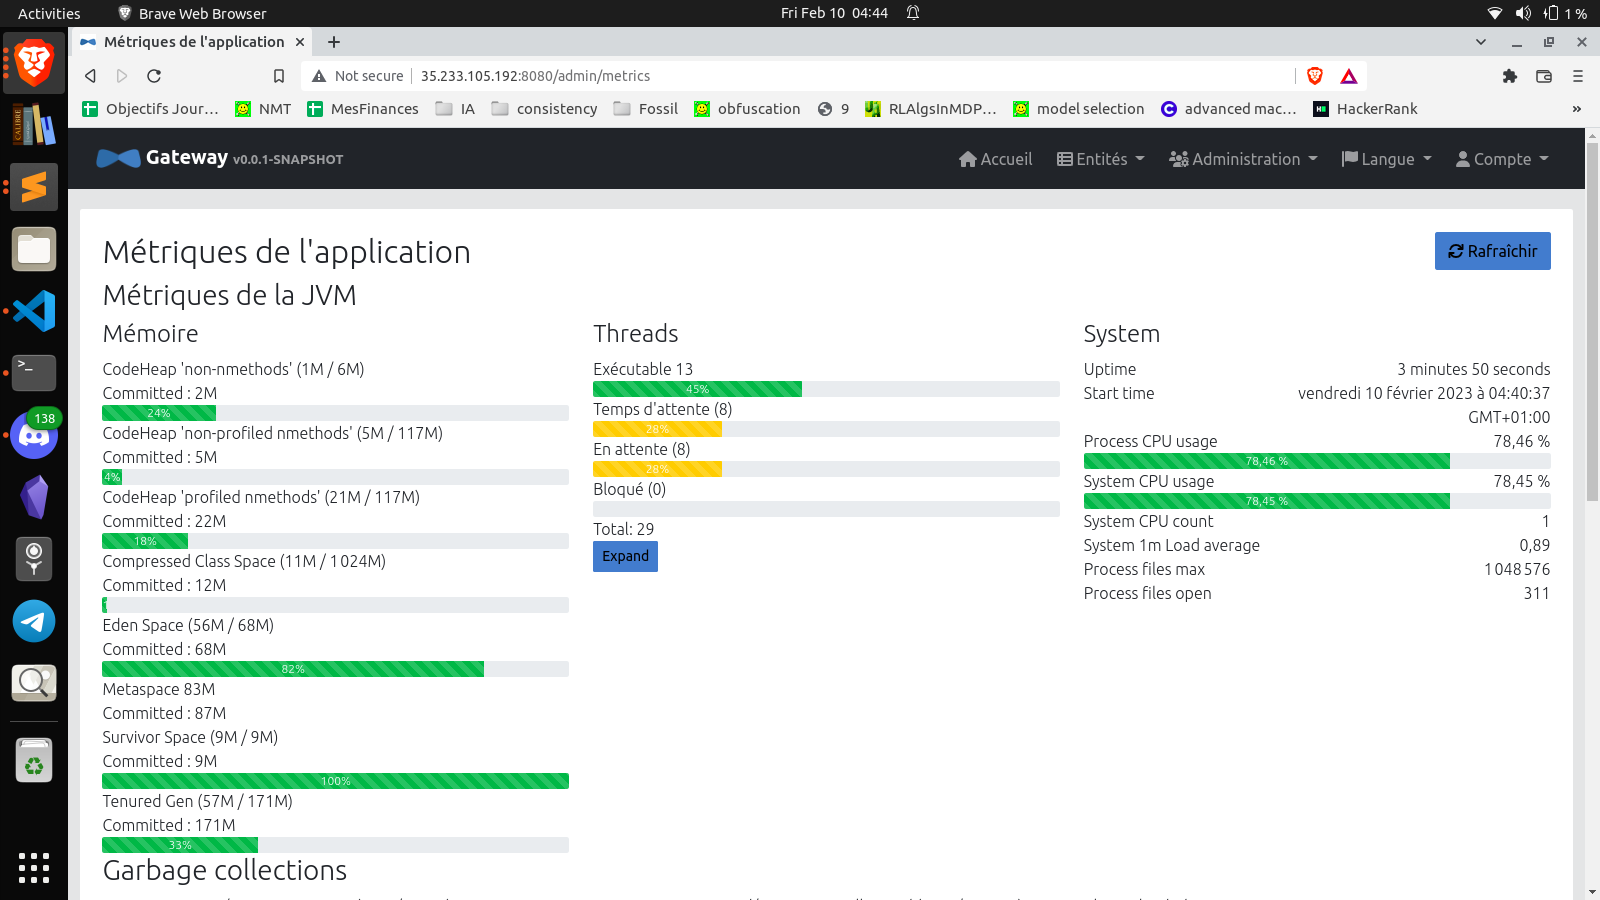 Activities
Brave Web Browser
Fri Feb 10 04:44
1 %
Métriques de l'application
Not secure
35.233.105.192:8080/admin/metrics
Objectifs Jour…
NMT
MesFinances
IA
consistency
Fossil
obfuscation
9
RLAlgsInMDP…
model selection
advanced mac…
HackerRank
»
CALIBRE
138
Gateway v0.0.1-SNAPSHOT
Accueil
Entités
Administration
Langue
Compte
Métriques de l'application
Rafraîchir
Métriques de la JVM
Mémoire
CodeHeap 'non-nmethods' (1M / 6M)
Committed : 2M
24%
CodeHeap 'non-profiled nmethods' (5M / 117M)
Committed : 5M
4%
CodeHeap 'profiled nmethods' (21M / 117M)
Committed : 22M
18%
Compressed Class Space (11M / 1 024M)
Committed : 12M
Eden Space (56M / 68M)
Committed : 68M
82%
Metaspace 83M
Committed : 87M
Survivor Space (9M / 9M)
Committed : 9M
100%
Tenured Gen (57M / 171M)
Committed : 171M
33%
Threads
Exécutable 13
45%
Temps d'attente (8)
28%
En attente (8)
28%
Bloqué (0)
Total: 29
Expand
System
Uptime 3 minutes 50 seconds
Start time vendredi 10 février 2023 à 04:40:37
GMT+01:00
Process CPU usage 78,46 %
78,46 %
System CPU usage 78,45 %
78,45 %
System CPU count 1
System 1m Load average 0,89
Process files max 1 048 576
Process files open 311
Garbage collections